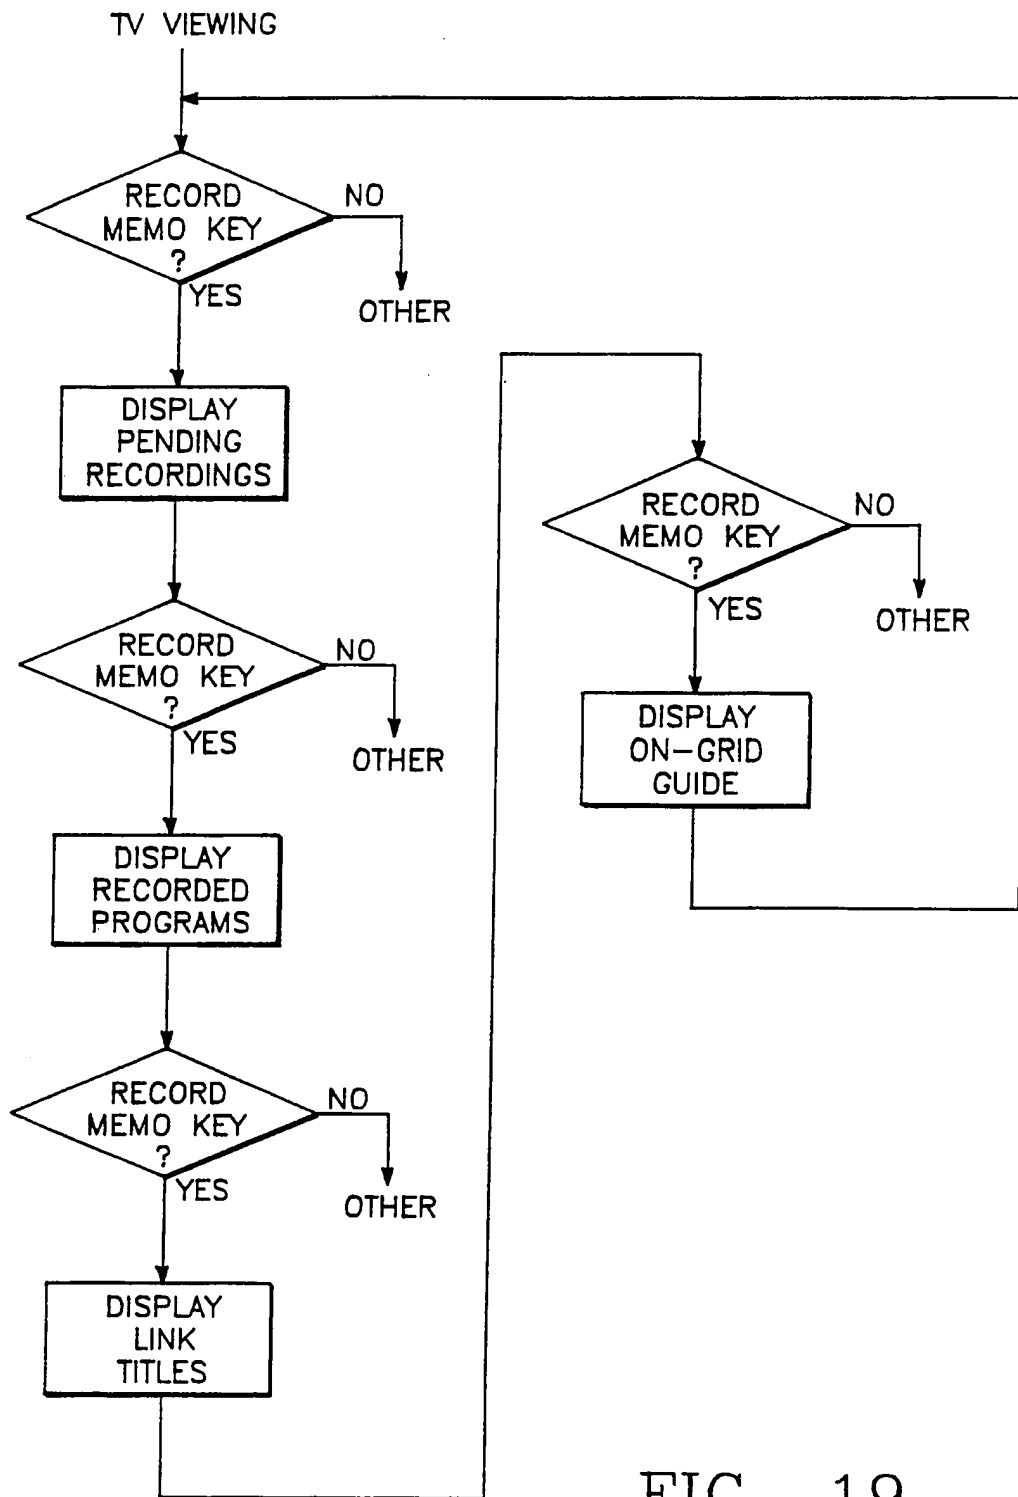 TV VIEWING
RECORD
MEMO KEY
?
NO
YES
OTHER
DISPLAY
PENDING
RECORDINGS
RECORD
MEMO KEY
?
NO
YES
OTHER
DISPLAY
RECORDED
PROGRAMS
RECORD
MEMO KEY
?
NO
YES
OTHER
DISPLAY
LINK
TITLES
RECORD
MEMO KEY
?
NO
YES
OTHER
DISPLAY
ON-GRID
GUIDE
FIG. 19